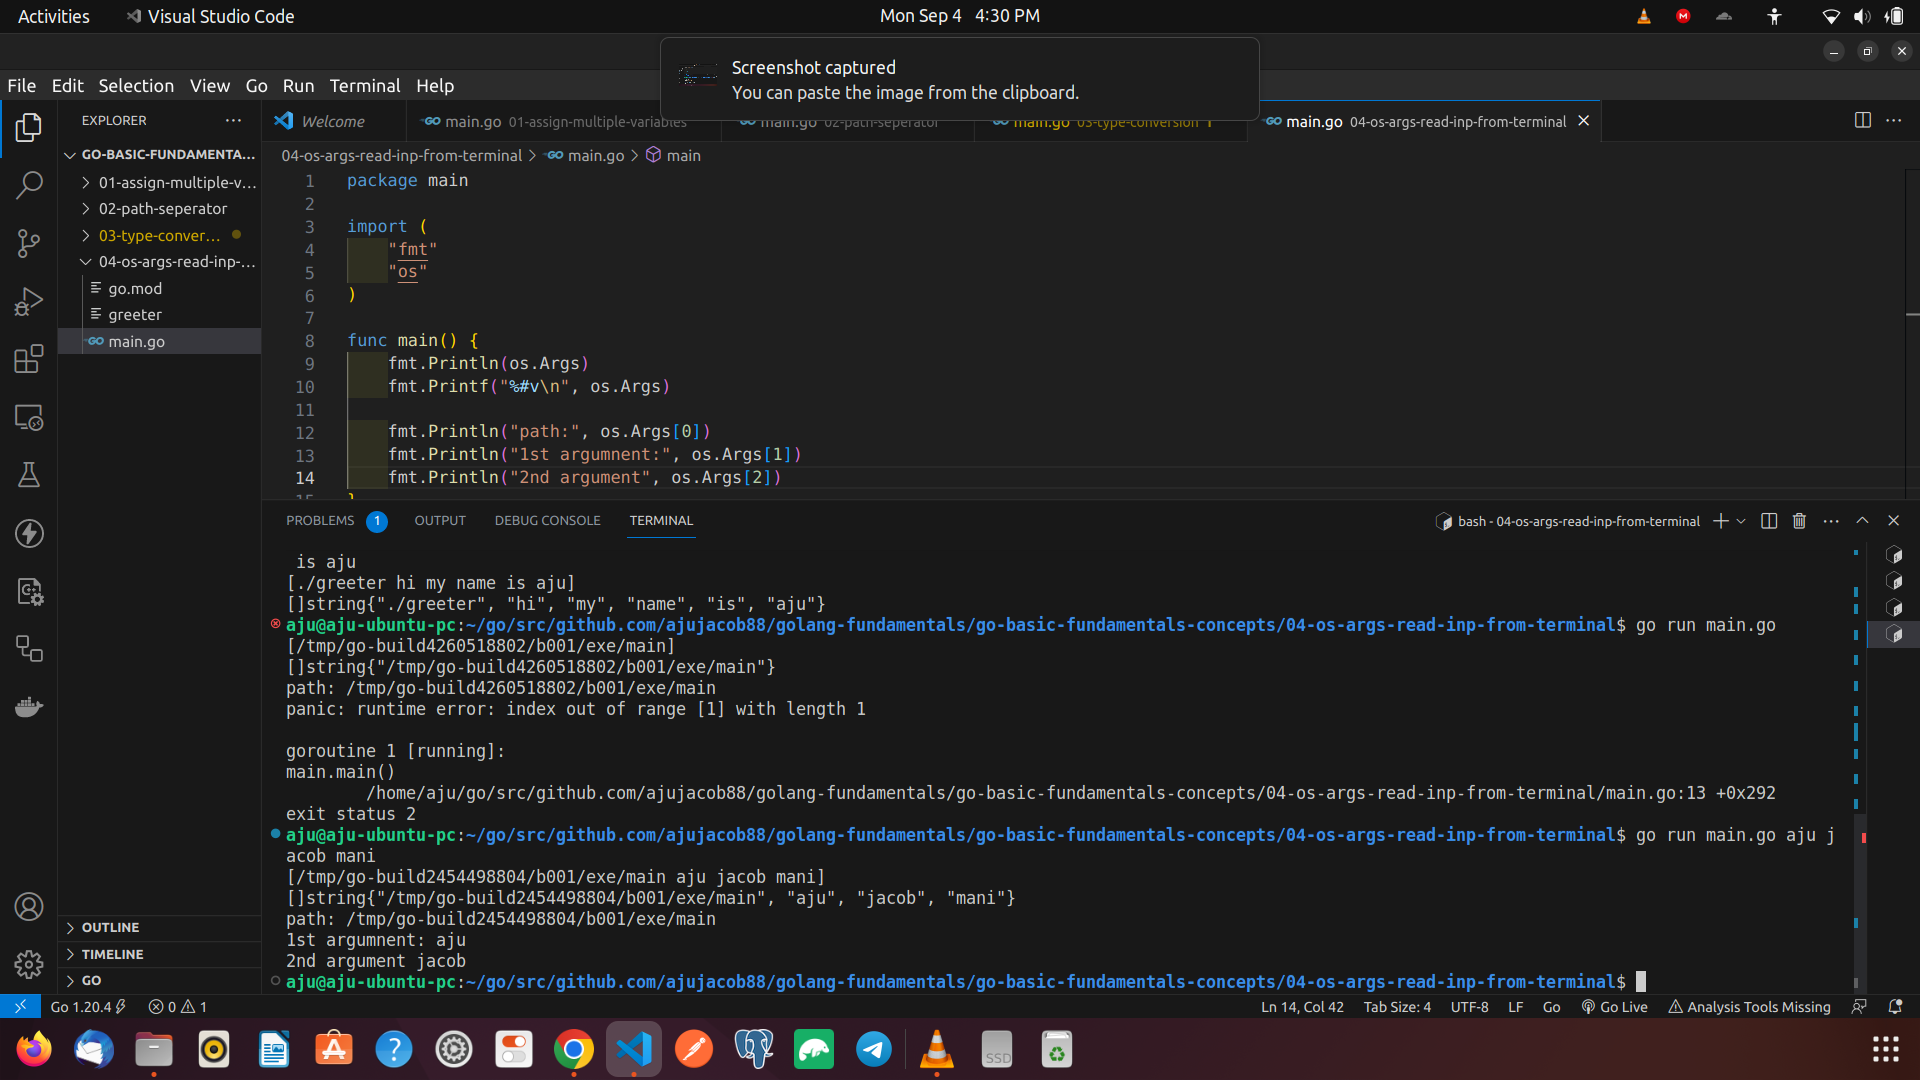 Activities
Visual Studio Code
Mon Sep 4 4:30 PM
Screenshot captured
You can paste the image from the clipboard.
File Edit Selection View Go Run Terminal Help
EXPLORER
Welcome
main.go 01-assign-multiple-variables
main.go 02-path-seperator
main.go 03-type-conversion 1
main.go 04-os-args-read-inp-from-terminal
GO-BASIC-FUNDAMENTA...
01-assign-multiple-v...
02-path-seperator
03-type-conver...
04-os-args-read-inp-...
go.mod
greeter
main.go
OUTLINE
TIMELINE
GO
04-os-args-read-inp-from-terminal > main.go > main
1 package main
2
3 import (
4 "fmt"
5 "os"
6 )
7
8 func main() {
9 fmt.Println(os.Args)
10 fmt.Printf("%#v\n", os.Args)
11
12 fmt.Println("path:", os.Args[0])
13 fmt.Println("1st argumnent:", os.Args[1])
14 fmt.Println("2nd argument", os.Args[2])
15 }
PROBLEMS 1 OUTPUT DEBUG CONSOLE TERMINAL
bash - 04-os-args-read-inp-from-terminal
is aju
[./greeter hi my name is aju]
[]string{"./greeter", "hi", "my", "name", "is", "aju"}
aju@aju-ubuntu-pc:~/go/src/github.com/ajujacob88/golang-fundamentals/go-basic-fundamentals-concepts/04-os-args-read-inp-from-terminal$ go run main.go
[/tmp/go-build4260518802/b001/exe/main]
[]string{"/tmp/go-build4260518802/b001/exe/main"}
path: /tmp/go-build4260518802/b001/exe/main
panic: runtime error: index out of range [1] with length 1
goroutine 1 [running]:
main.main()
/home/aju/go/src/github.com/ajujacob88/golang-fundamentals/go-basic-fundamentals-concepts/04-os-args-read-inp-from-terminal/main.go:13 +0x292
exit status 2
aju@aju-ubuntu-pc:~/go/src/github.com/ajujacob88/golang-fundamentals/go-basic-fundamentals-concepts/04-os-args-read-inp-from-terminal$ go run main.go aju j
acob mani
[/tmp/go-build2454498804/b001/exe/main aju jacob mani]
[]string{"/tmp/go-build2454498804/b001/exe/main", "aju", "jacob", "mani"}
path: /tmp/go-build2454498804/b001/exe/main
1st argumnent: aju
2nd argument jacob
aju@aju-ubuntu-pc:~/go/src/github.com/ajujacob88/golang-fundamentals/go-basic-fundamentals-concepts/04-os-args-read-inp-from-terminal$
Go 1.20.4
0 1
Ln 14, Col 42 Tab Size: 4 UTF-8 LF Go Go Live Analysis Tools Missing
SSD